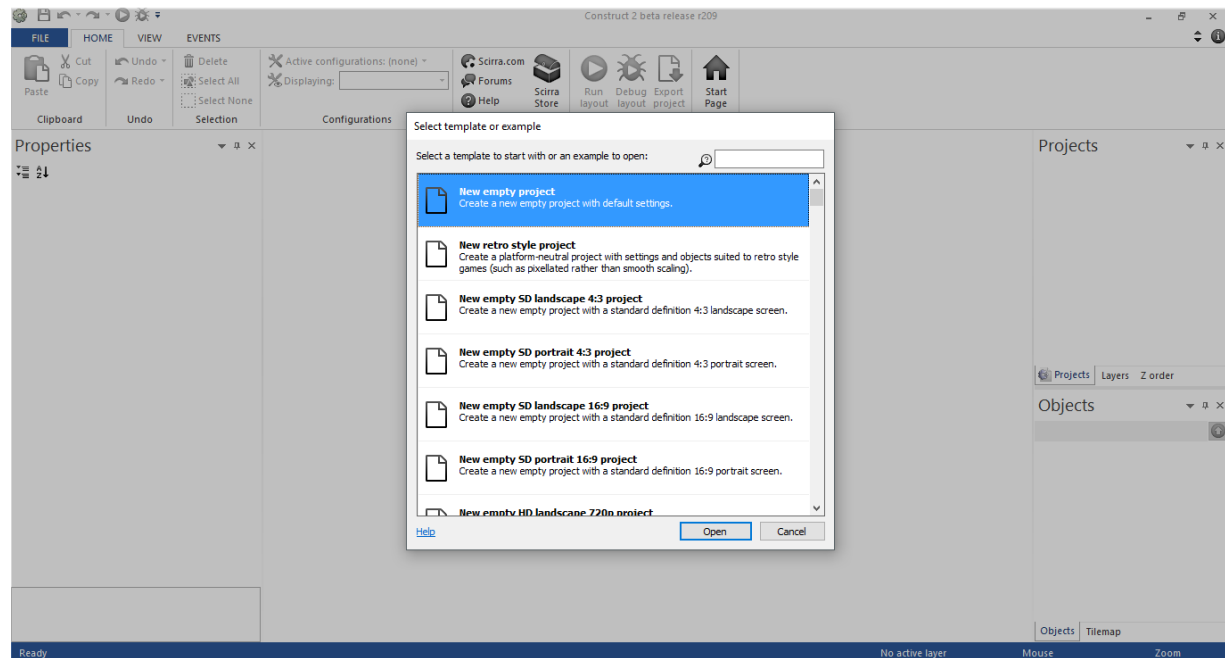 Construct 2 beta release r209
FILE HOME VIEW EVENTS
Paste
Cut
Copy
Clipboard
Undo
Redo
Undo
Delete
Select All
Select None
Selection
Active configurations: (none)
Displaying:
Configurations
Scirra.com
Forums
Help
Scirra
Store
Run
layout
Debug
layout
Export
project
Start
Page
Properties
Select template or example
Select a template to start with or an example to open:
New empty project
Create a new empty project with default settings.
New retro style project
Create a platform-neutral project with settings and objects suited to retro style
games (such as pixellated rather than smooth scaling).
New empty SD landscape 4:3 project
Create a new empty project with a standard definition 4:3 landscape screen.
New empty SD portrait 4:3 project
Create a new empty project with a standard definition 4:3 portrait screen.
New empty SD landscape 16:9 project
Create a new empty project with a standard definition 16:9 landscape screen.
New empty SD portrait 16:9 project
Create a new empty project with a standard definition 16:9 portrait screen.
New empty HD landscape 720p project
Help
Open
Cancel
Projects
Projects Layers Z order
Objects
Objects Tilemap
Ready
No active layer
Mouse
Zoom